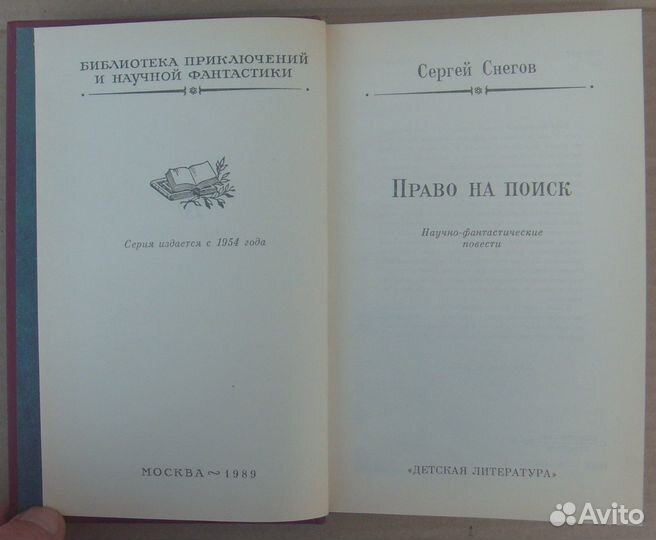 БИБЛИОТЕКА ПРИКЛЮЧЕНИЙ
И НАУЧНОЙ ФАНТАСТИКИ
Серия издается с 1954 года
МОСКВА ~ 1989
Сергей Снегов
ПРАВО НА ПОИСК
Научно-фантастические
повести
«ДЕТСКАЯ ЛИТЕРАТУРА»
Avito